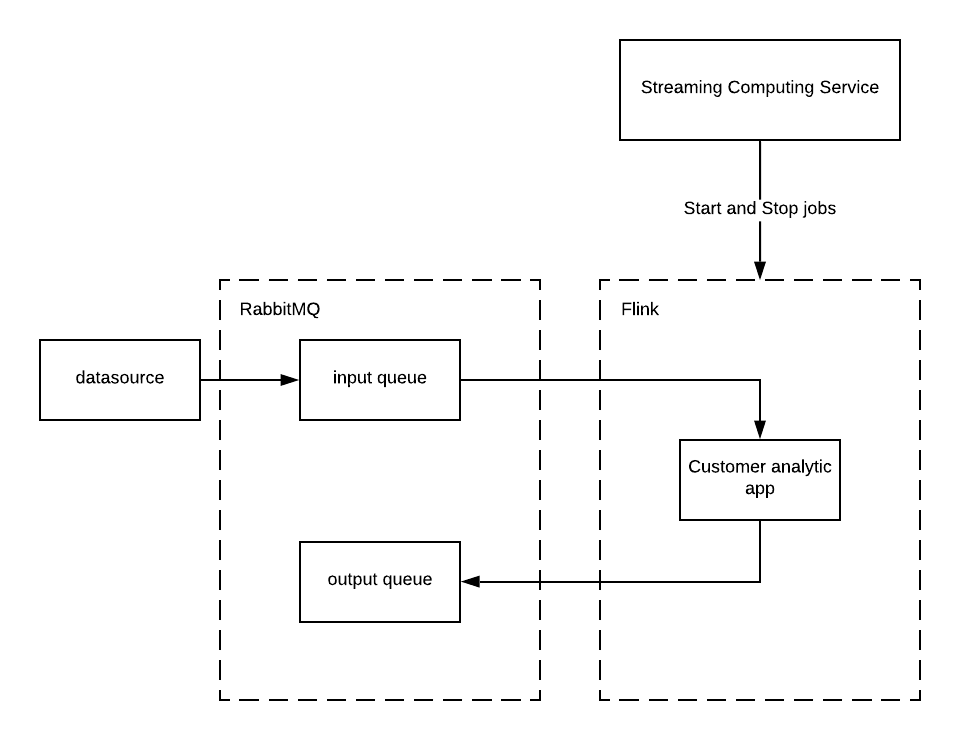 Streaming Computing Service
Start and Stop jobs
RabbitMQ
Flink
datasource
input queue
Customer analytic
app
output queue